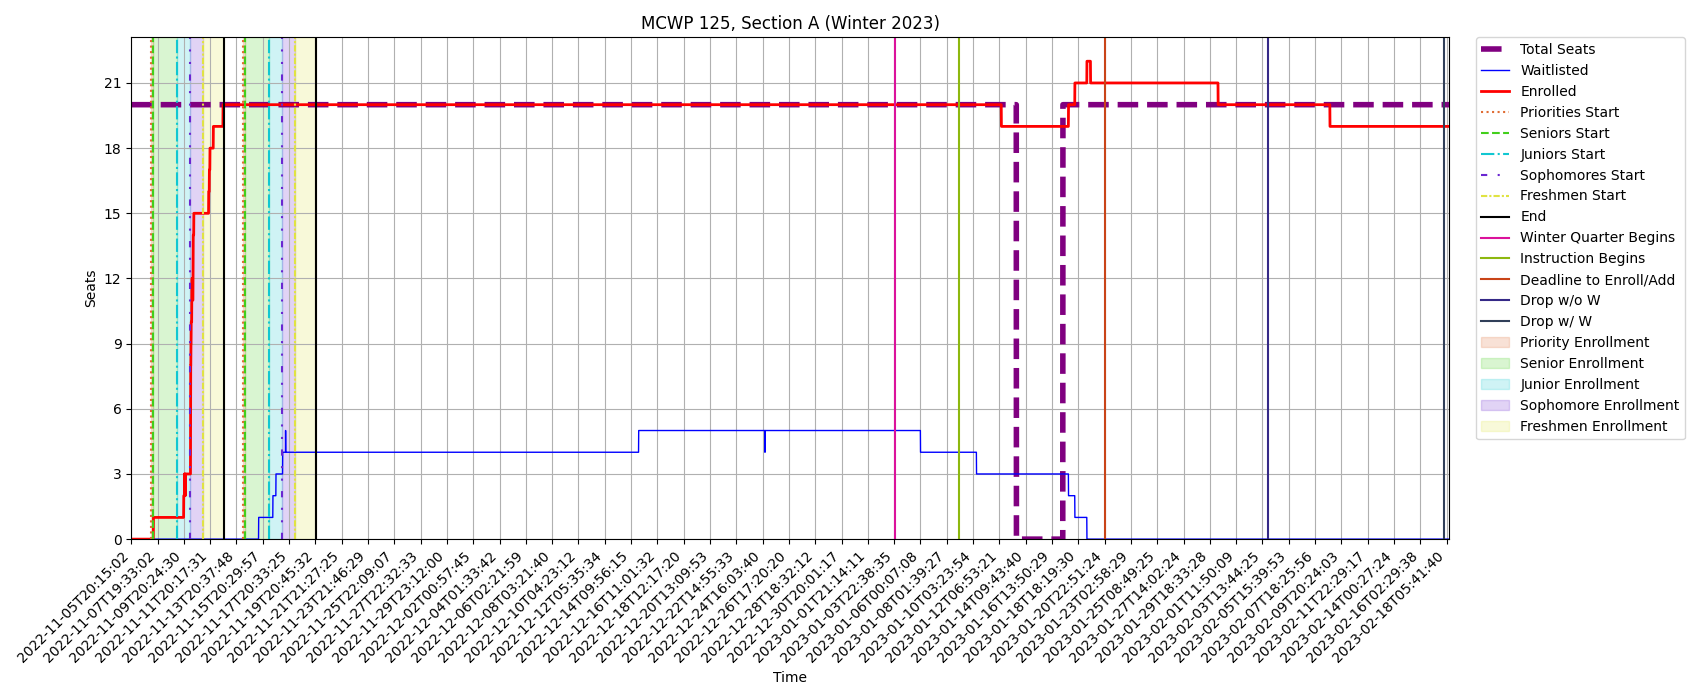 MCWP 125, Section A (Winter 2023)
Seats
21
18
15
12
9
6
3
0
2022-11-05T20:15:02
2022-11-07T19:33:02
2022-11-09T20:24:30
2022-11-11T20:17:31
2022-11-13T20:37:48
2022-11-15T20:29:57
2022-11-17T20:33:25
2022-11-19T20:45:32
2022-11-21T21:27:25
2022-11-23T21:46:29
2022-11-25T22:09:07
2022-11-27T22:32:33
2022-11-29T23:12:00
2022-12-02T00:57:45
2022-12-04T01:33:42
2022-12-06T02:21:59
2022-12-08T03:21:40
2022-12-10T04:23:12
2022-12-12T05:35:34
2022-12-14T09:56:15
2022-12-16T11:01:32
2022-12-18T12:17:20
2022-12-20T13:09:53
2022-12-22T14:55:33
2022-12-24T16:03:40
2022-12-26T17:20:20
2022-12-28T18:32:12
2022-12-30T20:01:17
2023-01-01T21:14:11
2023-01-03T22:38:35
2023-01-06T00:07:08
2023-01-08T01:39:27
2023-01-10T03:23:54
2023-01-12T06:53:21
2023-01-14T09:43:40
2023-01-16T13:50:29
2023-01-18T18:19:30
2023-01-20T22:51:24
2023-01-23T02:58:29
2023-01-25T08:49:25
2023-01-27T14:02:24
2023-01-29T18:33:28
2023-02-01T11:50:09
2023-02-03T13:44:25
2023-02-05T15:39:53
2023-02-07T18:25:56
2023-02-09T20:24:03
2023-02-11T22:29:17
2023-02-14T00:27:24
2023-02-16T02:29:38
2023-02-18T05:41:40
Time
Total Seats
Waitlisted
Enrolled
Priorities Start
Seniors Start
Juniors Start
Sophomores Start
Freshmen Start
End
Winter Quarter Begins
Instruction Begins
Deadline to Enroll/Add
Drop w/o W
Drop w/ W
Priority Enrollment
Senior Enrollment
Junior Enrollment
Sophomore Enrollment
Freshmen Enrollment